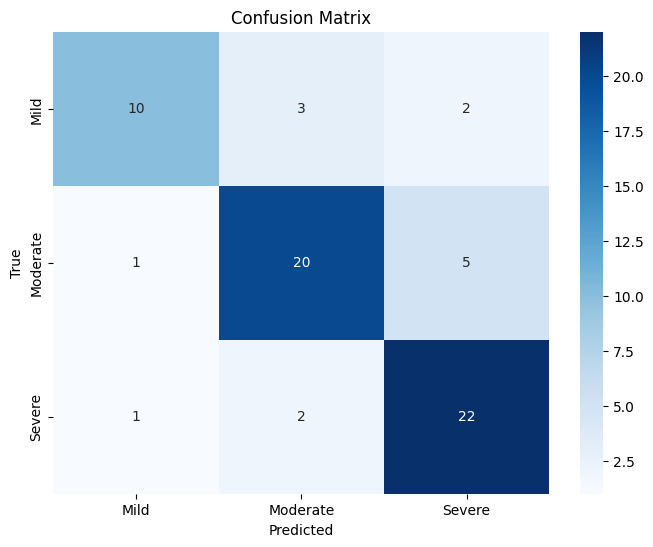 Confusion Matrix
Mild
10
3
2
20.0
17.5
15.0
12.5
10.0
7.5
5.0
2.5
True
Moderate
1
20
5
Severe
1
2
22
Mild
Moderate
Severe
Predicted